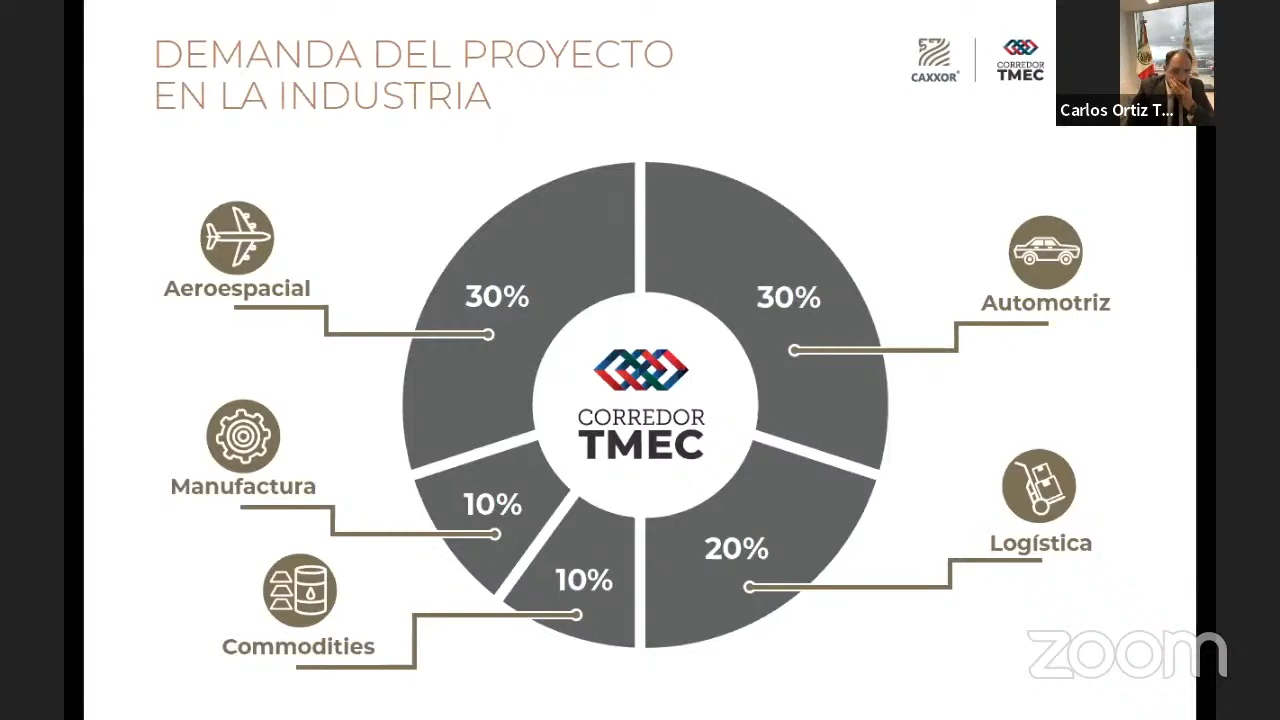 DEMANDA DEL PROYECTO
EN LA INDUSTRIA
CAXXOR
CORREDOR
TMEC
Carlos Ortiz T...
Aeroespacial
30%
30%
Automotriz
CORREDOR
TMEC
Manufactura
10%
20%
Logística
10%
Commodities
zoom